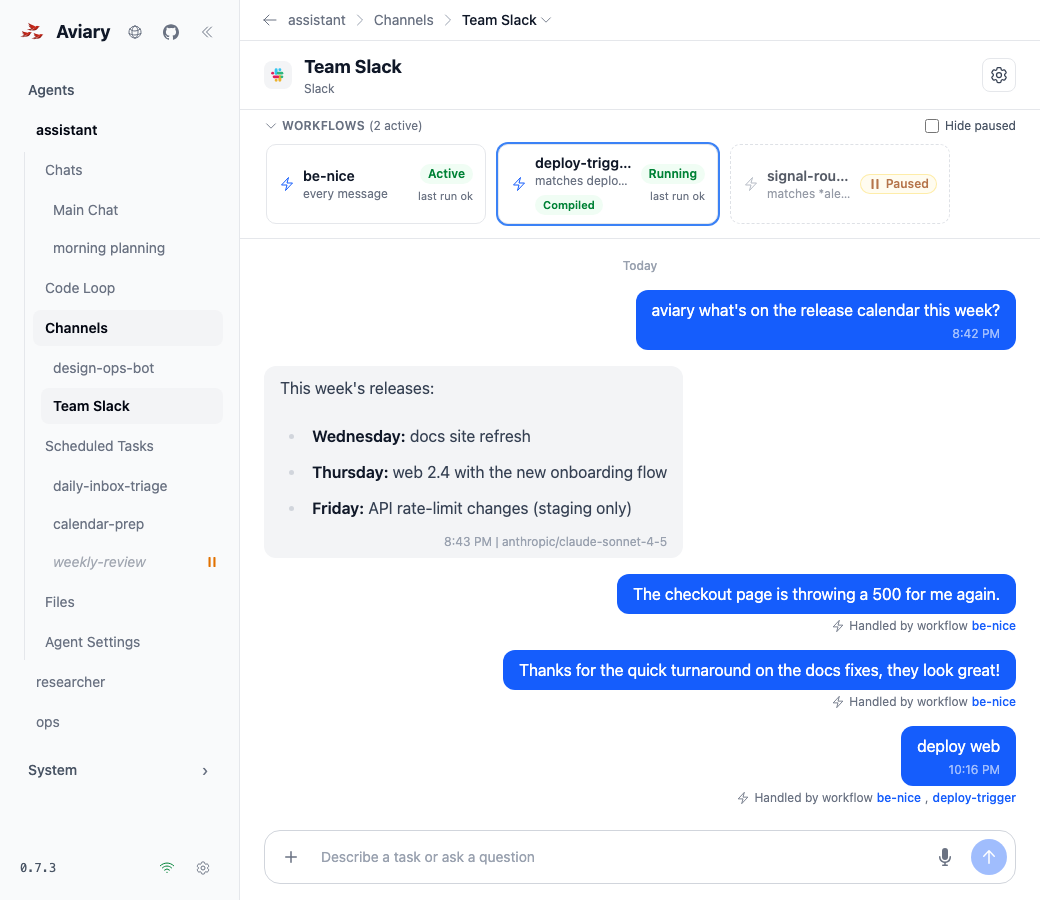 Aviary
Agents
assistant
Chats
Main Chat
morning planning
Code Loop
Channels
design-ops-bot
Team Slack
Scheduled Tasks
daily-inbox-triage
calendar-prep
weekly-review
Files
Agent Settings
researcher
ops
System
0.7.3
assistant Channels Team Slack
Team Slack
Slack
WORKFLOWS (2 active)
Hide paused
be-nice
every message
Active
last run ok
deploy-trigg...
matches deplo...
Compiled
Running
last run ok
signal-rou...
matches *ale...
Paused
Today
aviary what's on the release calendar this week?
8:42 PM
This week's releases:
Wednesday: docs site refresh
Thursday: web 2.4 with the new onboarding flow
Friday: API rate-limit changes (staging only)
8:43 PM | anthropic/claude-sonnet-4-5
The checkout page is throwing a 500 for me again.
Handled by workflow be-nice
Thanks for the quick turnaround on the docs fixes, they look great!
Handled by workflow be-nice
deploy web
10:16 PM
Handled by workflow be-nice , deploy-trigger
Describe a task or ask a question